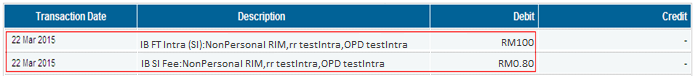 Transaction Date Description Debit Credit
22 Mar 2015 IB FT Intra (SI):NonPersonal RIM,rr testIntra,OPD testIntra RM100 -
22 Mar 2015 IB SI Fee:NonPersonal RIM,rr testIntra,OPD testIntra RM0.80 -